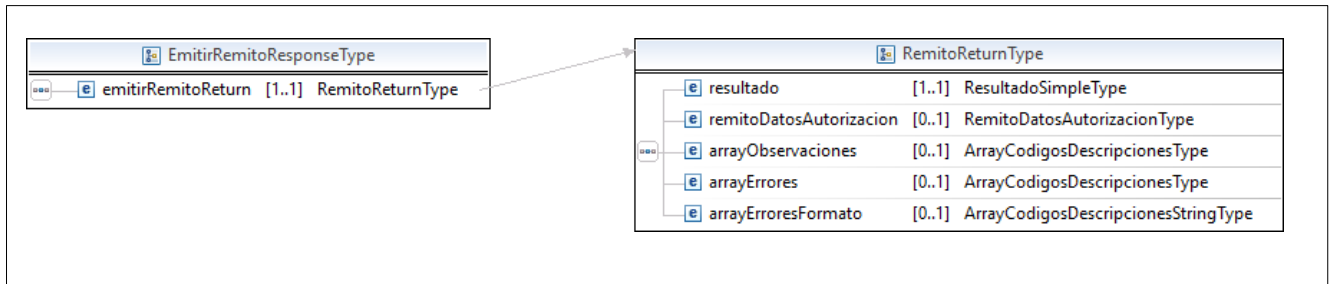 EmitirRemitoResponseType
e emitirRemitoReturn [1..1] RemitoReturnType
RemitoReturnType
e resultado [1..1] ResultadoSimpleType
e remitoDatosAutorizacion [0..1] RemitoDatosAutorizacionType
e arrayObservaciones [0..1] ArrayCodigosDescripcionesType
e arrayErrores [0..1] ArrayCodigosDescripcionesType
e arrayErroresFormato [0..1] ArrayCodigosDescripcionesStringType